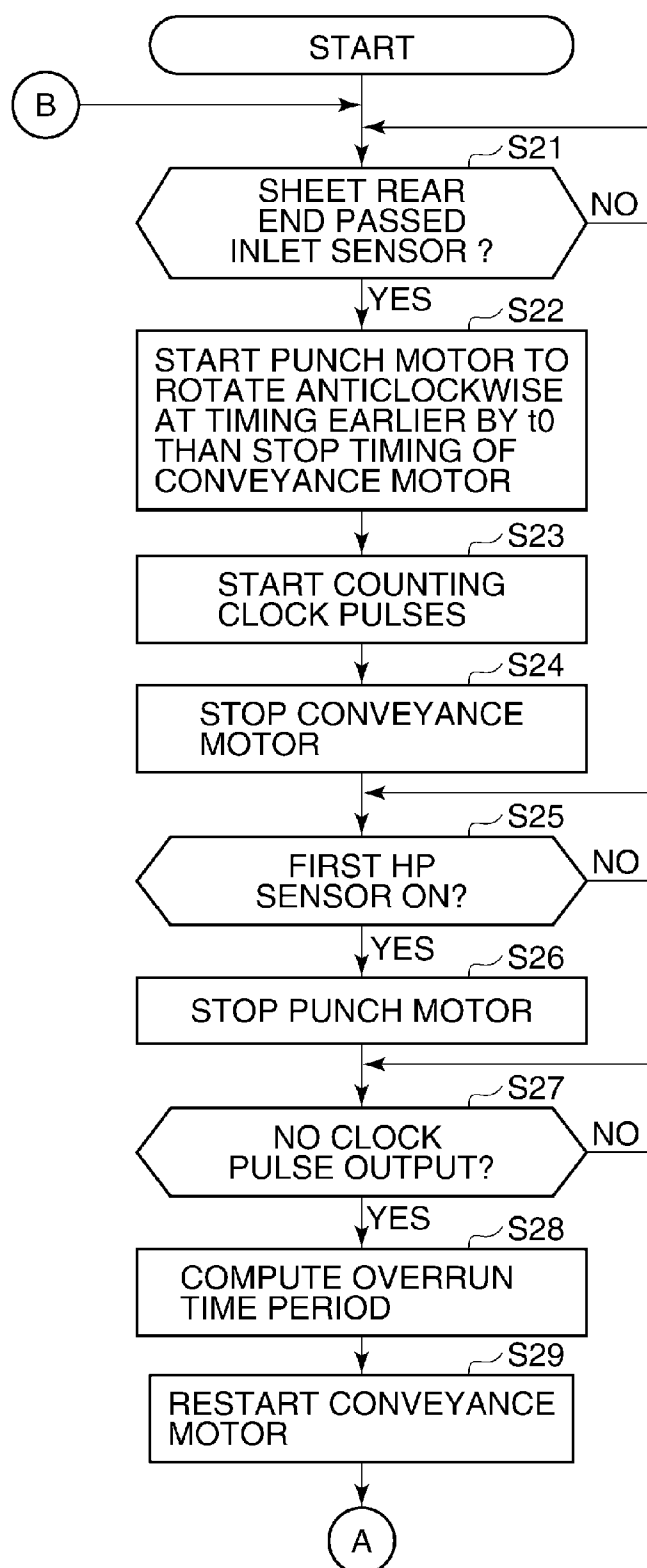 START
B
S21
SHEET REAR
END PASSED
INLET SENSOR ?
NO
YES
S22
START PUNCH MOTOR TO
ROTATE ANTICLOCKWISE
AT TIMING EARLIER BY t0
THAN STOP TIMING OF
CONVEYANCE MOTOR
S23
START COUNTING
CLOCK PULSES
S24
STOP CONVEYANCE
MOTOR
S25
FIRST HP
SENSOR ON?
NO
YES
S26
STOP PUNCH MOTOR
S27
NO CLOCK
PULSE OUTPUT?
NO
YES
S28
COMPUTE OVERRUN
TIME PERIOD
S29
RESTART CONVEYANCE
MOTOR
A